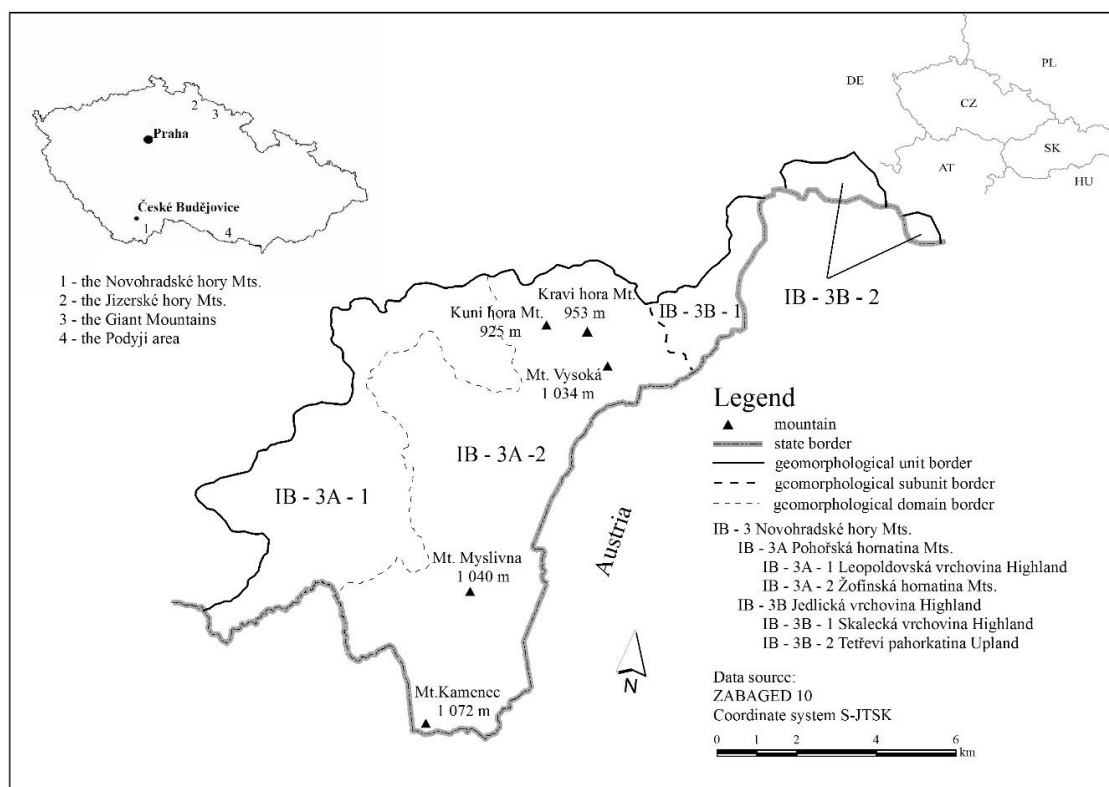 Praha
České Budějovice
1
2
3
4
1 - the Novohradské hory Mts.
2 - the Jizerské hory Mts.
3 - the Giant Mountains
4 - the Podyjí area
DE
PL
CZ
SK
AT
HU
IB - 3B - 2
IB - 3B - 1
Kraví hora Mt.
953 m
Kuní hora Mt.
925 m
Mt. Vysoká
1 034 m
IB - 3A -2
IB - 3A - 1
Mt. Myslivna
1 040 m
Mt.Kamenec
1 072 m
Austria
N
Legend
mountain
state border
geomorphological unit border
geomorphological subunit border
geomorphological domain border
IB - 3 Novohradské hory Mts.
IB - 3A Pohořská hornatina Mts.
IB - 3A - 1 Leopoldovská vrchovina Highland
IB - 3A - 2 Žofínská hornatina Mts.
IB - 3B Jedlická vrchovina Highland
IB - 3B - 1 Skalecká vrchovina Highland
IB - 3B - 2 Tetřeví pahorkatina Upland
Data source:
ZABAGED 10
Coordinate system S-JTSK
0 1 2 4 6
km